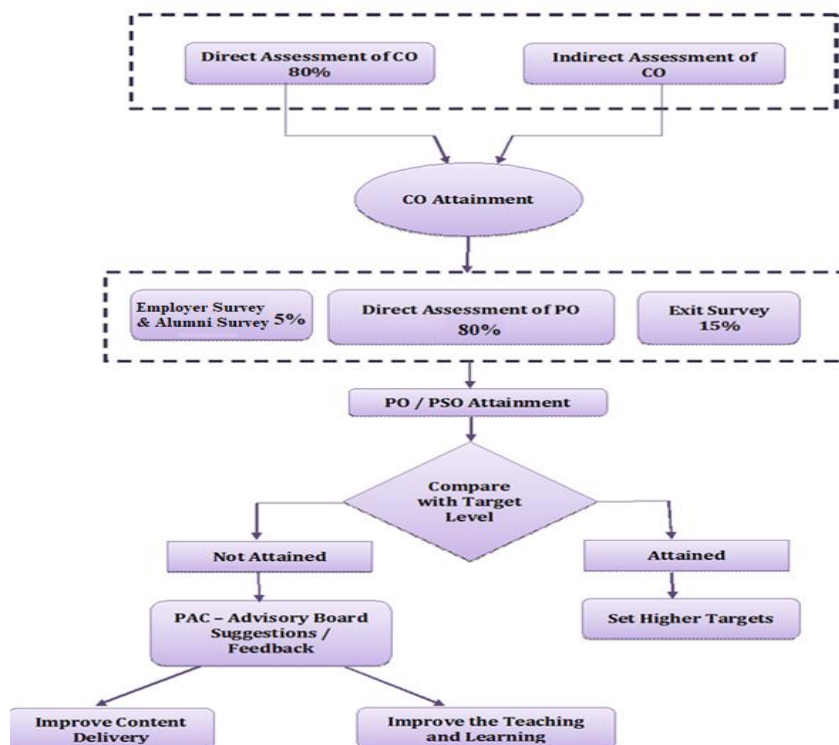 Direct Assessment of CO
80%
Indirect Assessment of
CO
CO Attainment
Employer Survey
& Alumni Survey 5%
Direct Assessment of PO
80%
Exit Survey
15%
PO / PSO Attainment
Compare
with Target
Level
Not Attained
Attained
PAC – Advisory Board
Suggestions /
Feedback
Set Higher Targets
Improve Content
Delivery
Improve the Teaching
and Learning